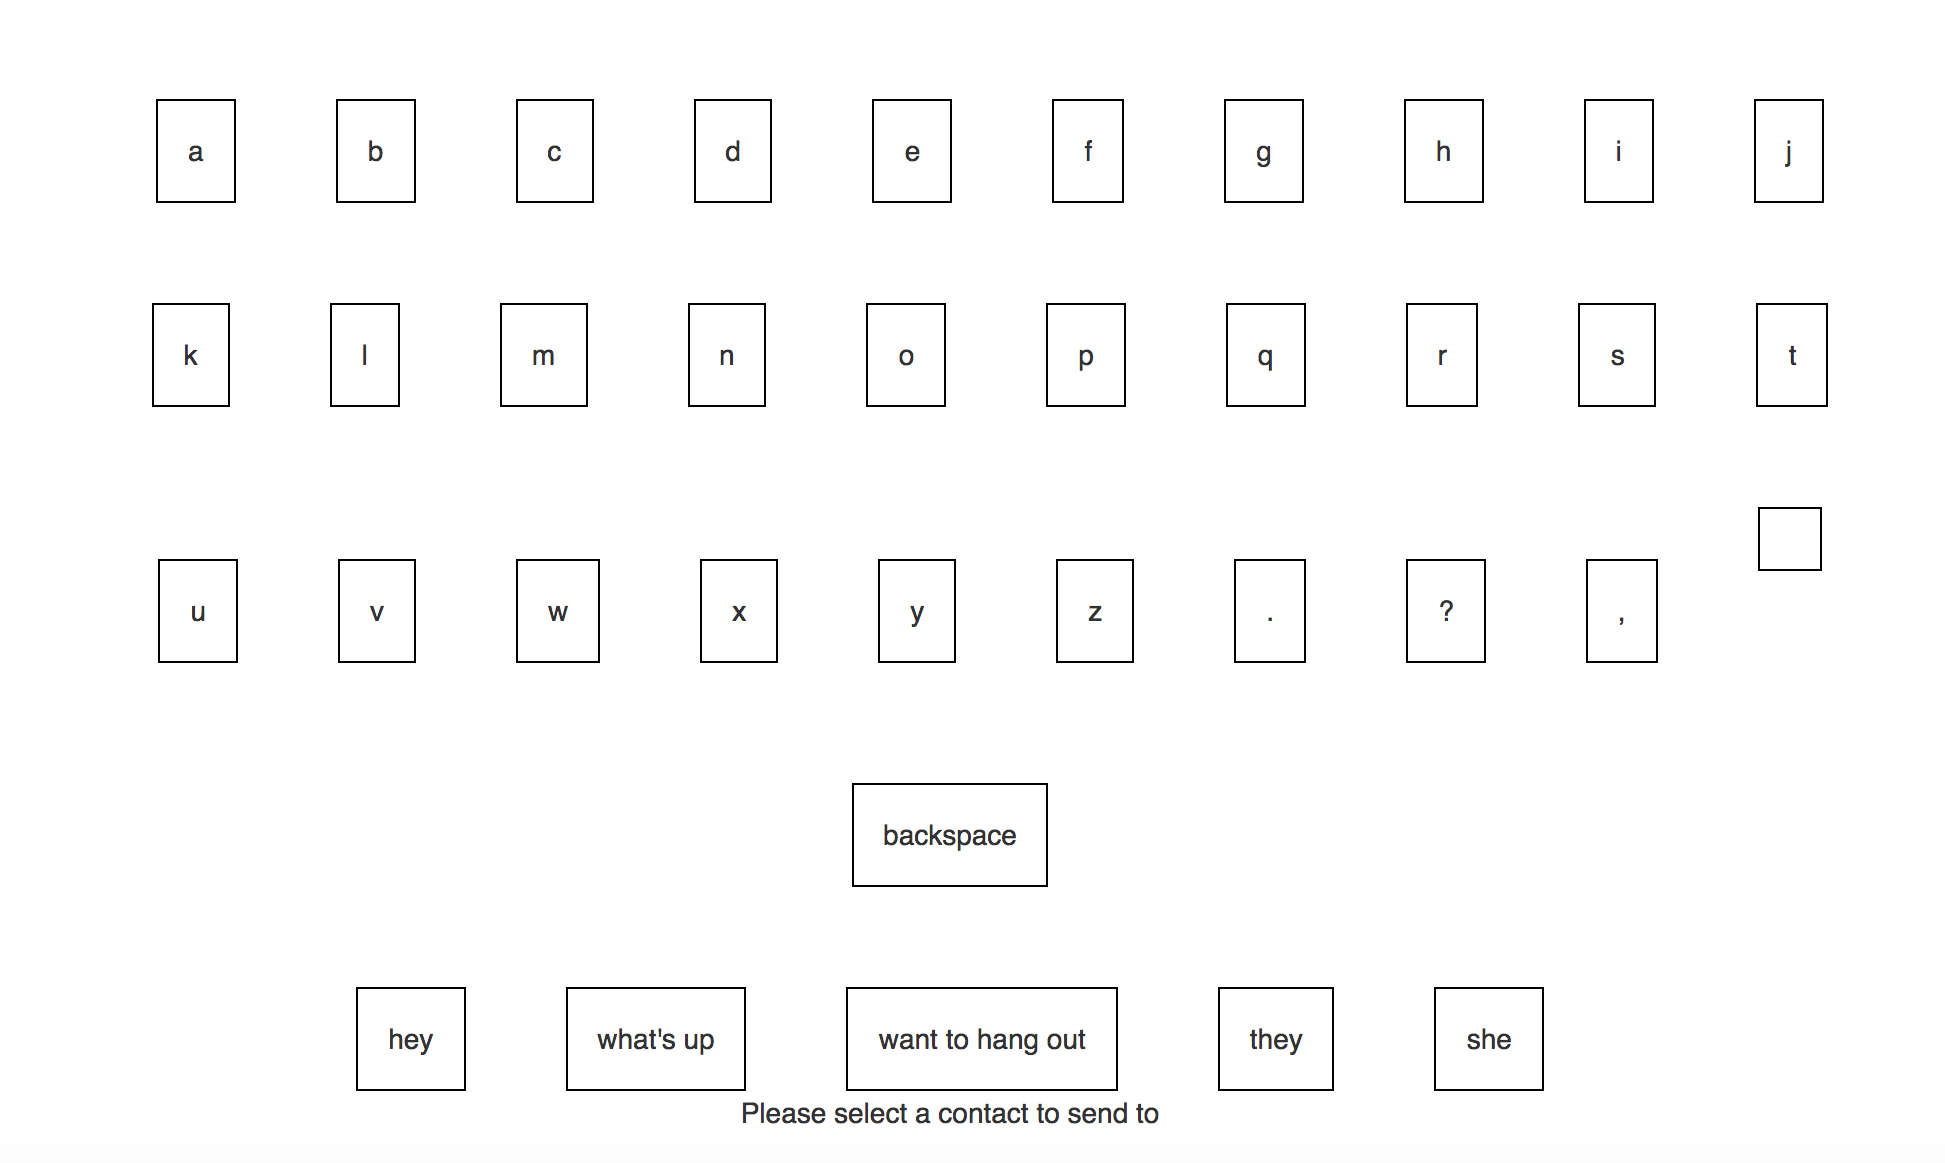 a b c d e f g h i j
k l m n o p q r s t
u v w x y z . ? ,
backspace
hey what's up want to hang out they she
Please select a contact to send to